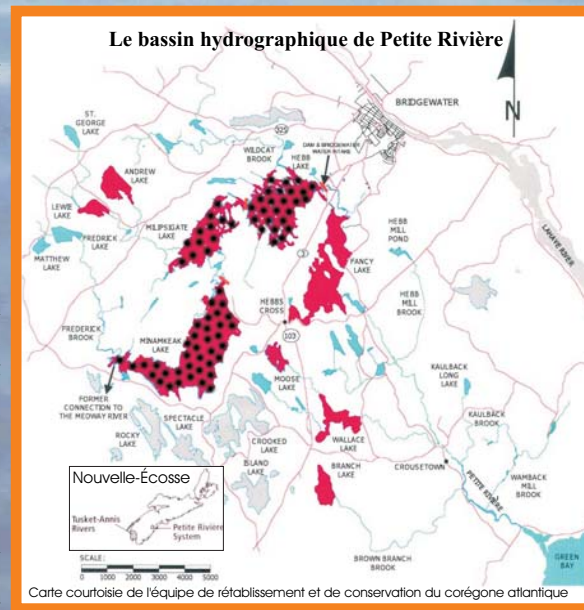 Le bassin hydrographique de Petite Rivière
N
BRIDGEWATER
ST.
GEORGE
LAKE
325
WILDCAT
BROOK
HEBB
LAKE
DAM & BRIDGEWATER
WATER INTAKE
ANDREW
LAKE
LEWIE
LAKE
FREDRICK
LAKE
MILIPSIGATE
LAKE
MATTHEW
LAKE
HEBB
MILL
POND
LAHAVE RIVER
3
FANCY
LAKE
HEBB
MILL
BROOK
HEBBS
CROSS
103
FREDERICK
BROOK
MINAMKEAK
LAKE
MOOSE
LAKE
KAULBACK
LONG
LAKE
FORMER
CONNECTION TO
THE MEDWAY RIVER
SPECTACLE
LAKE
ROCKY
LAKE
CROOKED
LAKE
WALLACE
LAKE
KAULBACK
BROOK
ISLAND
LAKE
BRANCH
LAKE
CROUSETOWN
WAMBACK
MILL
BROOK
PETITE RIVIÈRE
Nouvelle-Écosse
Tusket-Annis
Rivers
Petite Rivière
System
BROWN BRANCH
BROOK
GREEN
BAY
SCALE:
0 1000 2000 3000 4000 5000
Carte courtoisie de l'équipe de rétablissement et de conservation du corégone atlantique